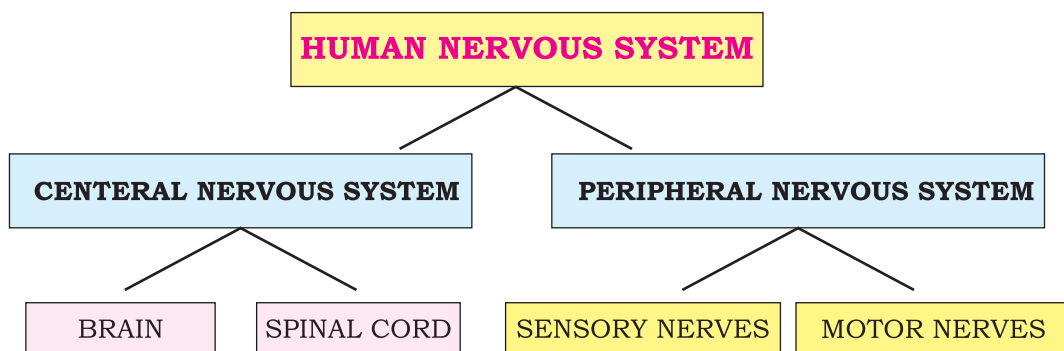 HUMAN NERVOUS SYSTEM
CENTERAL NERVOUS SYSTEM
PERIPHERAL NERVOUS SYSTEM
BRAIN
SPINAL CORD
SENSORY NERVES
MOTOR NERVES